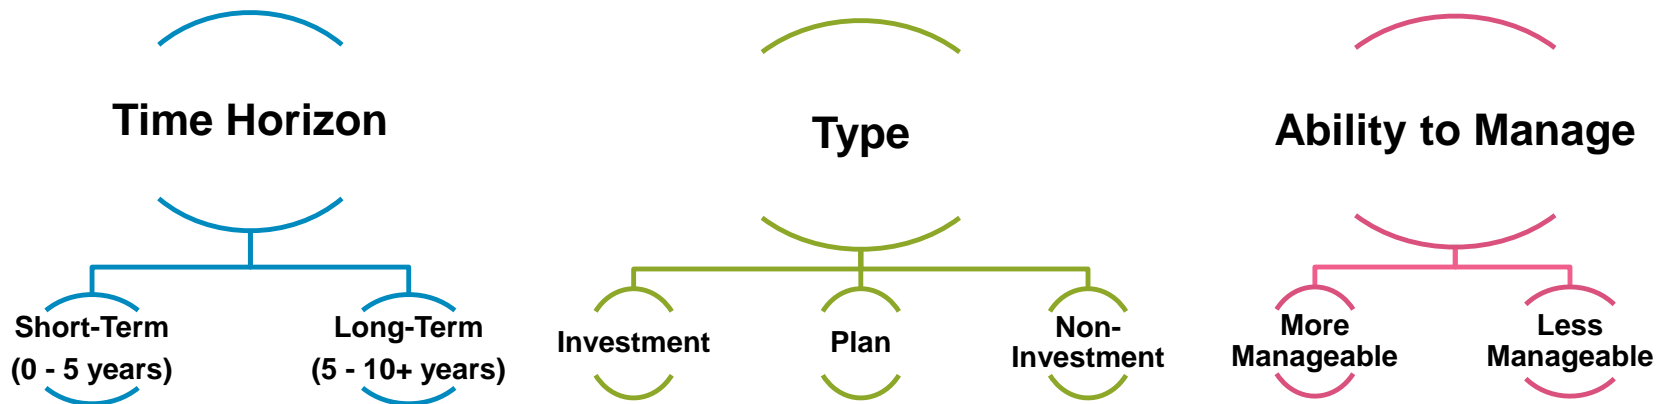 Time Horizon
Short-Term
(0 - 5 years)
Long-Term
(5 - 10+ years)
Type
Investment
Plan
Non-
Investment
Ability to Manage
More
Manageable
Less
Manageable